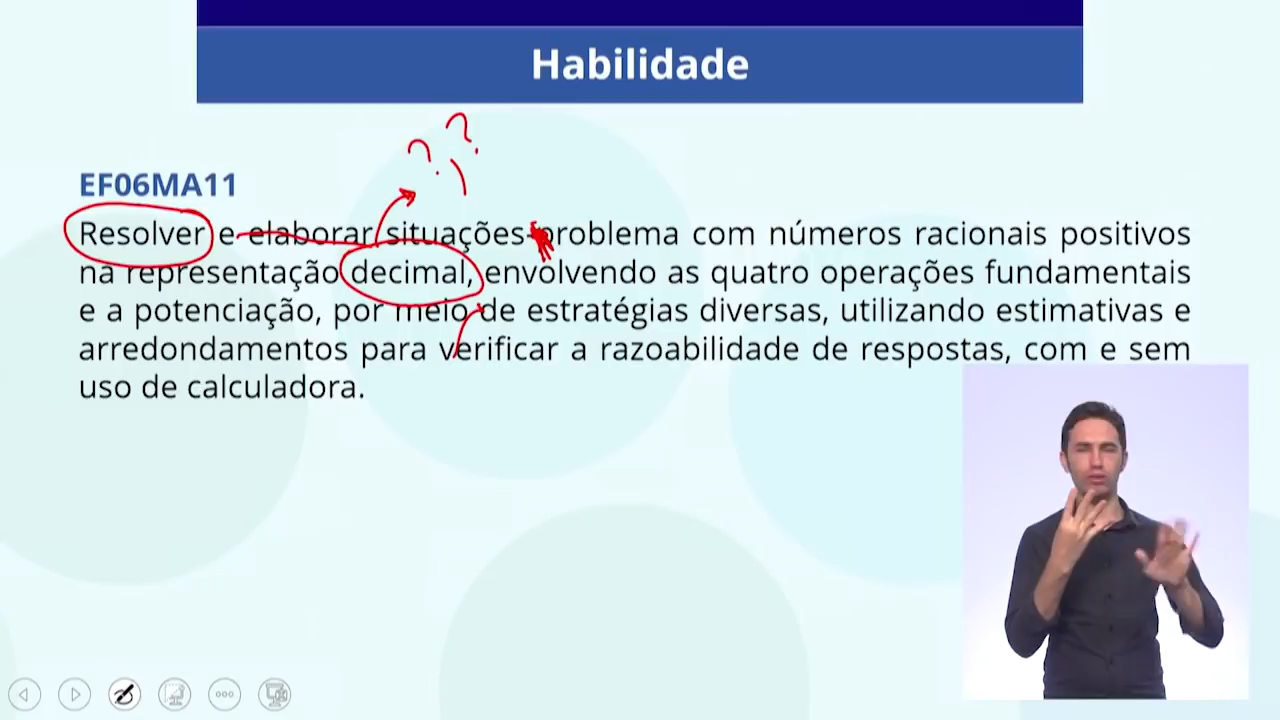 Habilidade
? ?
EF06MA11
Resolver e elaborar situações-problema com números racionais positivos
na representação decimal, envolvendo as quatro operações fundamentais
e a potenciação, por meio de estratégias diversas, utilizando estimativas e
arredondamentos para verificar a razoabilidade de respostas, com e sem
uso de calculadora.